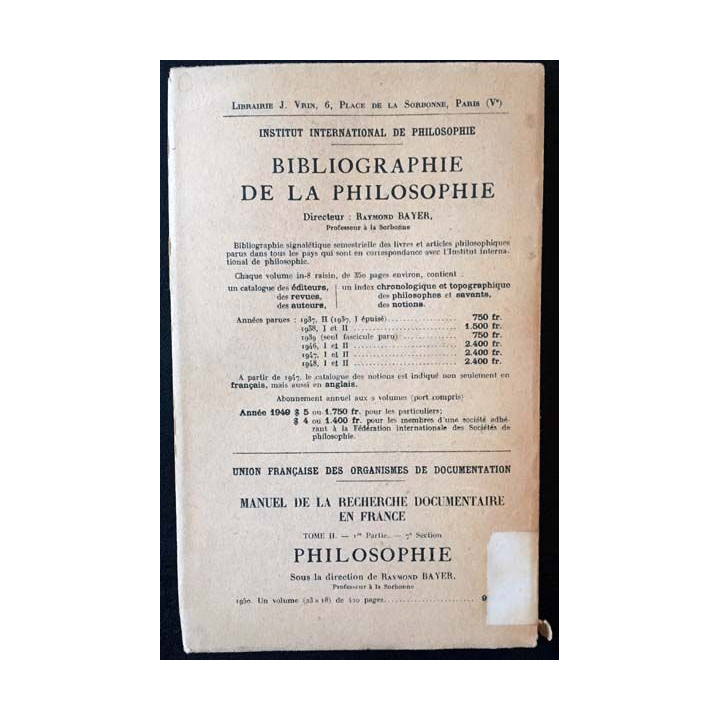 Librairie J. Vrin, 6, Place de la Sorbonne, Paris (Ve)
INSTITUT INTERNATIONAL DE PHILOSOPHIE
BIBLIOGRAPHIE
DE LA PHILOSOPHIE
Directeur : Raymond BAYER,
Professeur à la Sorbonne
Bibliographie signalétique semestrielle des livres et articles philosophiques
parus dans tous les pays qui sont en correspondance avec l'Institut interna-
tional de philosophie.
Chaque volume in-8 raisin, de 350 pages environ, contient :
un catalogue des éditeurs, un index chronologique et topographique
des revues, des philosophes et savants,
des auteurs, des notions.
Années parues : 1937, II (1937, I épuisé) 750 fr.
1938, I et II 1.500 fr.
1939 (seul fascicule paru) 750 fr.
1946, I et II 2.400 fr.
1947, I et II 2.400 fr.
1948, I et II 2.400 fr.
A partir de 1947, le catalogue des notions est indiqué non seulement en
français, mais aussi en anglais.
Abonnement annuel aux 2 volumes (port compris)
Année 1949 $ 5 ou 1.750 fr. pour les particuliers;
$ 4 ou 1.400 fr. pour les membres d'une société adhé-
rant à la Fédération internationale des Sociétés de
philosophie.
UNION FRANÇAISE DES ORGANISMES DE DOCUMENTATION
MANUEL DE LA RECHERCHE DOCUMENTAIRE
EN FRANCE
TOME II. — 1re Partie. — 7e Section
PHILOSOPHIE
Sous la direction de Raymond BAYER,
Professeur à la Sorbonne
1950. Un volume (23 x 18) de 410 pages. 9